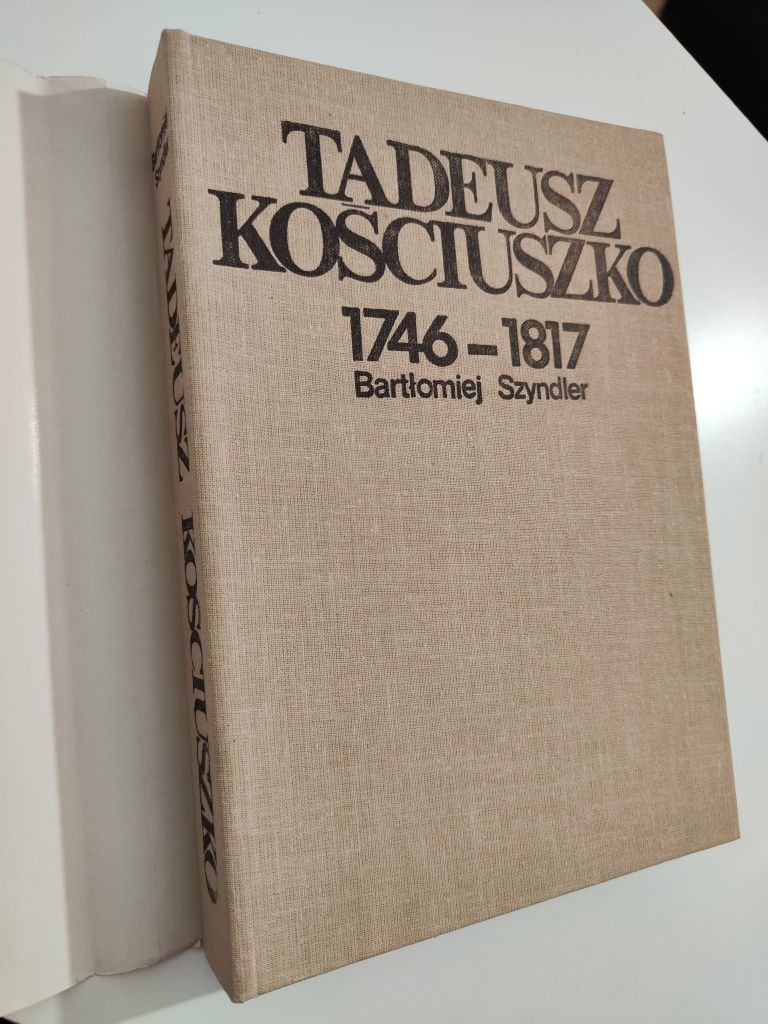 TADEUSZ
KOŚCIUSZKO
1746–1817
Bartłomiej Szyndler
TADEUSZ KOŚCIUSZKO